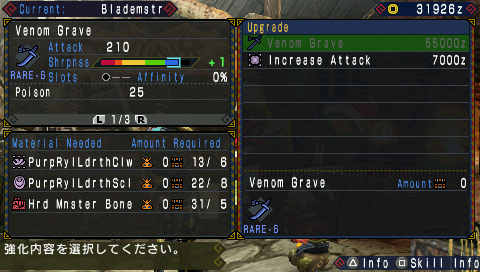 Current: Blademstr
31926z
Venom Grave
Attack 210
Shrpness +1
RARE-6 Slots Affinity 0%
Poison 25
L 1/3 R
Material Needed Amount Required
PurpRylLdrthClw 0 13/ 6
PurpRylLdrthScl 0 22/ 8
Hrd Mnster Bone 0 31/ 5
Upgrade
Venom Grave 55000z
Increase Attack 7000z
Venom Grave Amount 0
RARE-6
強化内容を選択してください。
Info Skill Info